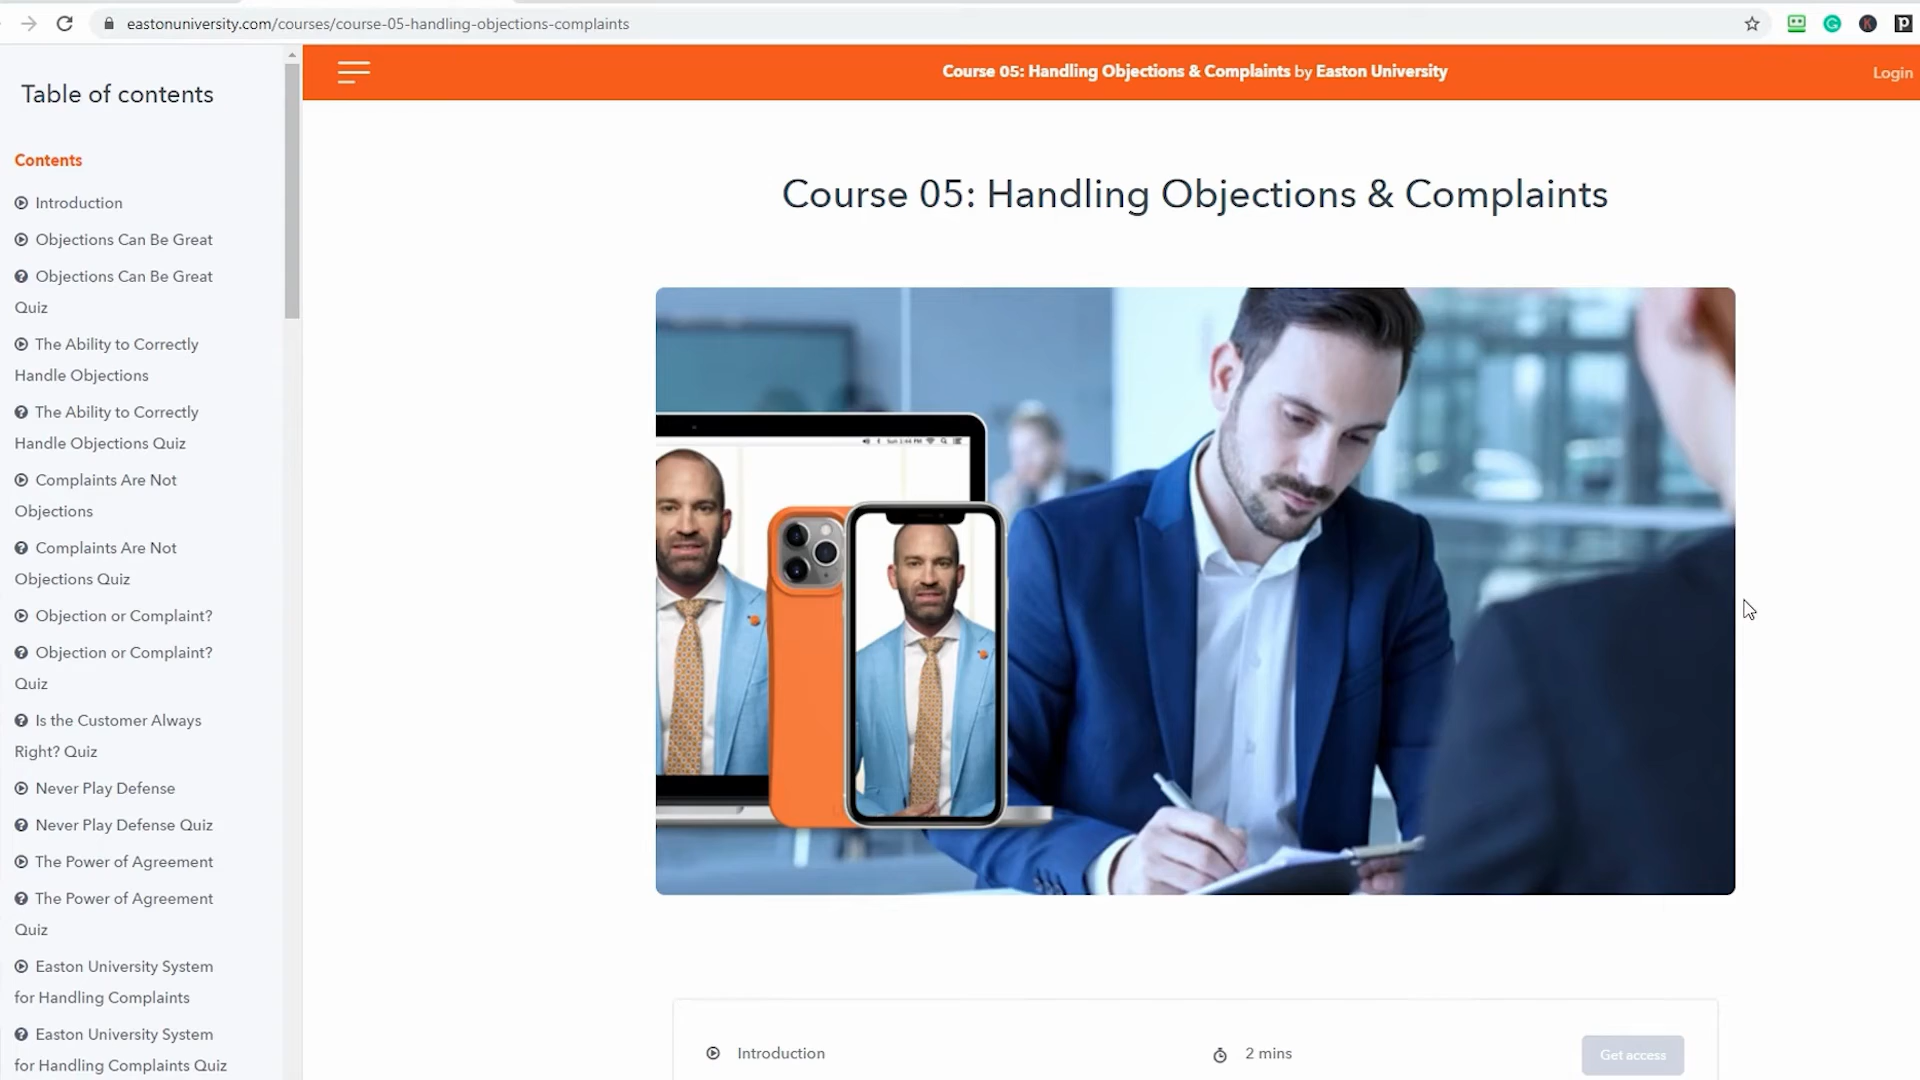 eastonuniversity.com/courses/course-05-handling-objections-complaints
Table of contents
Course 05: Handling Objections & Complaints by Easton University
Login
Contents
Introduction
Objections Can Be Great
Objections Can Be Great
Quiz
The Ability to Correctly
Handle Objections
The Ability to Correctly
Handle Objections Quiz
Complaints Are Not
Objections
Complaints Are Not
Objections Quiz
Objection or Complaint?
Objection or Complaint?
Quiz
Is the Customer Always
Right? Quiz
Never Play Defense
Never Play Defense Quiz
The Power of Agreement
The Power of Agreement
Quiz
Easton University System
for Handling Complaints
Easton University System
for Handling Complaints Quiz
Course 05: Handling Objections & Complaints
Introduction
2 mins
Get access